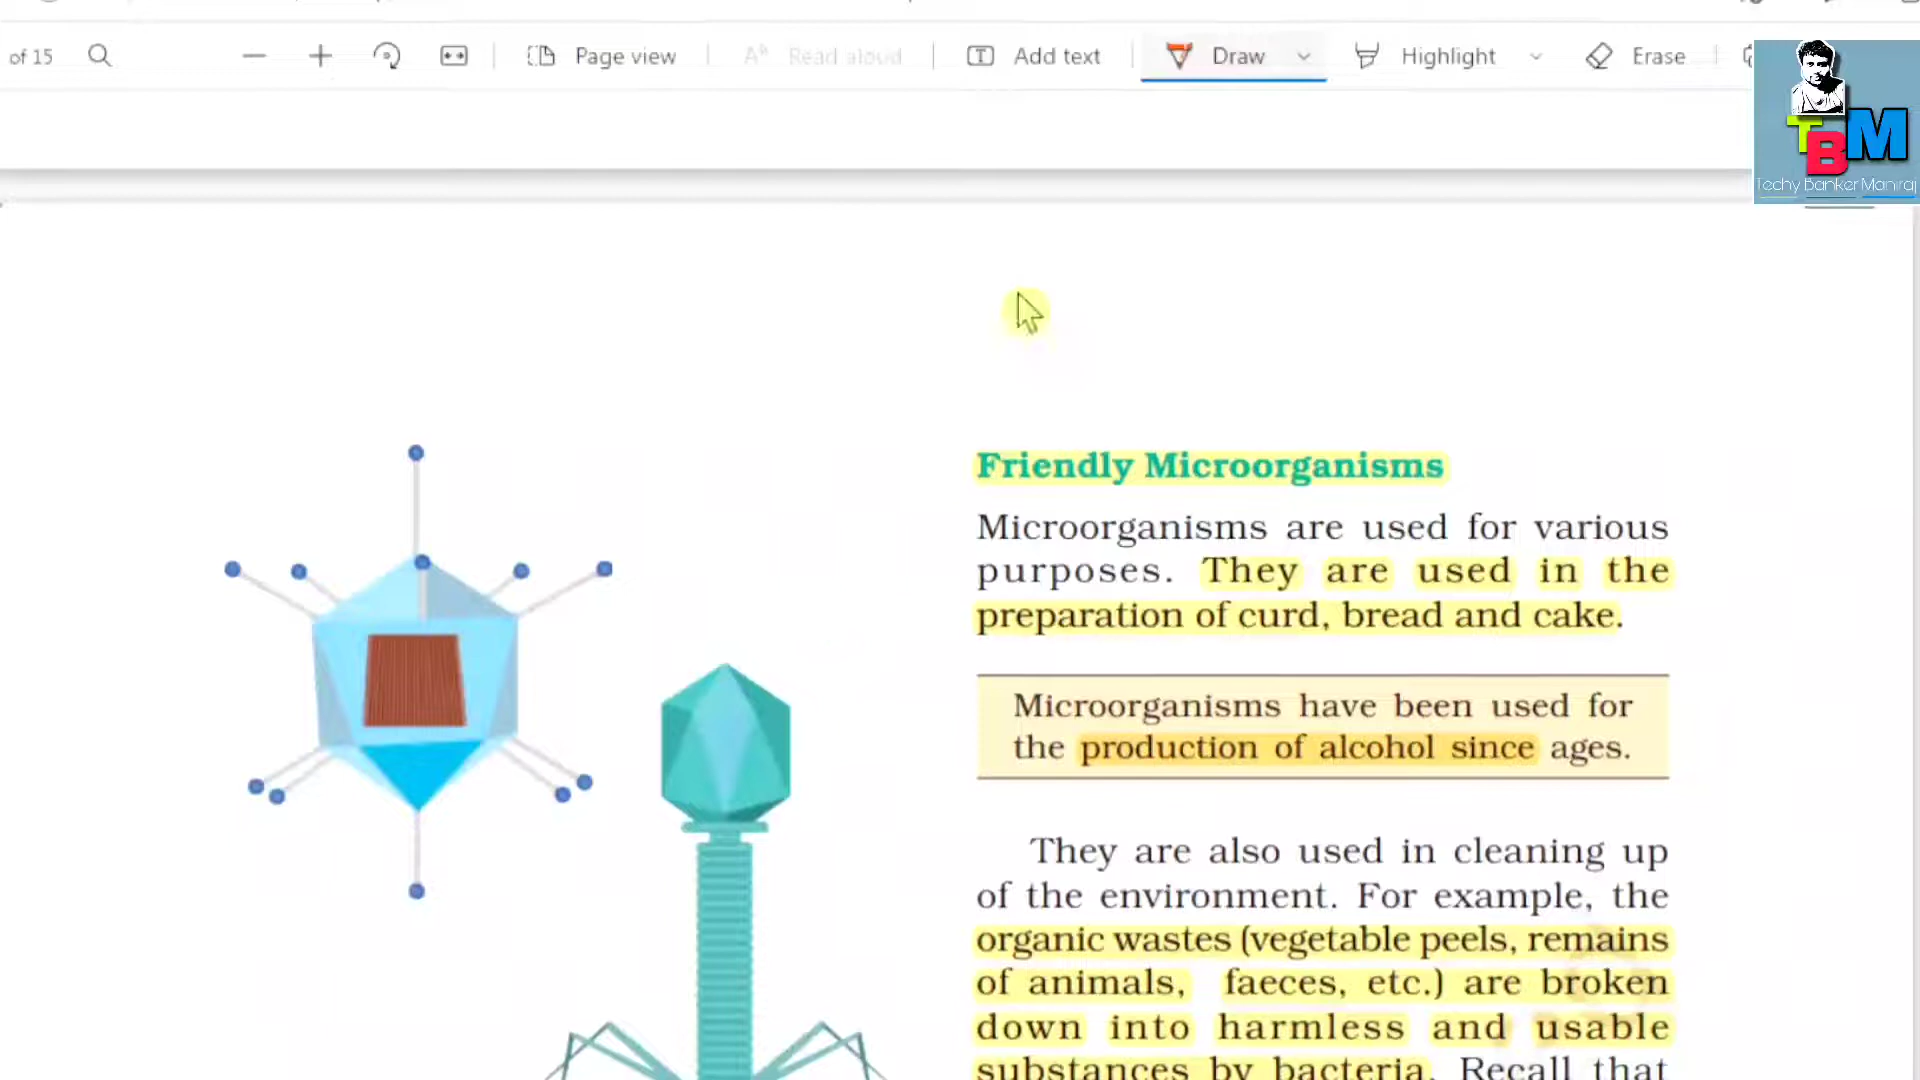 of 15
Page view
Read aloud
Add text
Draw
Highlight
Erase
TBM
Techy Banker Maniraj
Friendly Microorganisms
Microorganisms are used for various
purposes. They are used in the
preparation of curd, bread and cake.
Microorganisms have been used for
the production of alcohol since ages.
They are also used in cleaning up
of the environment. For example, the
organic wastes (vegetable peels, remains
of animals, faeces, etc.) are broken
down into harmless and usable
substances by bacteria. Recall that